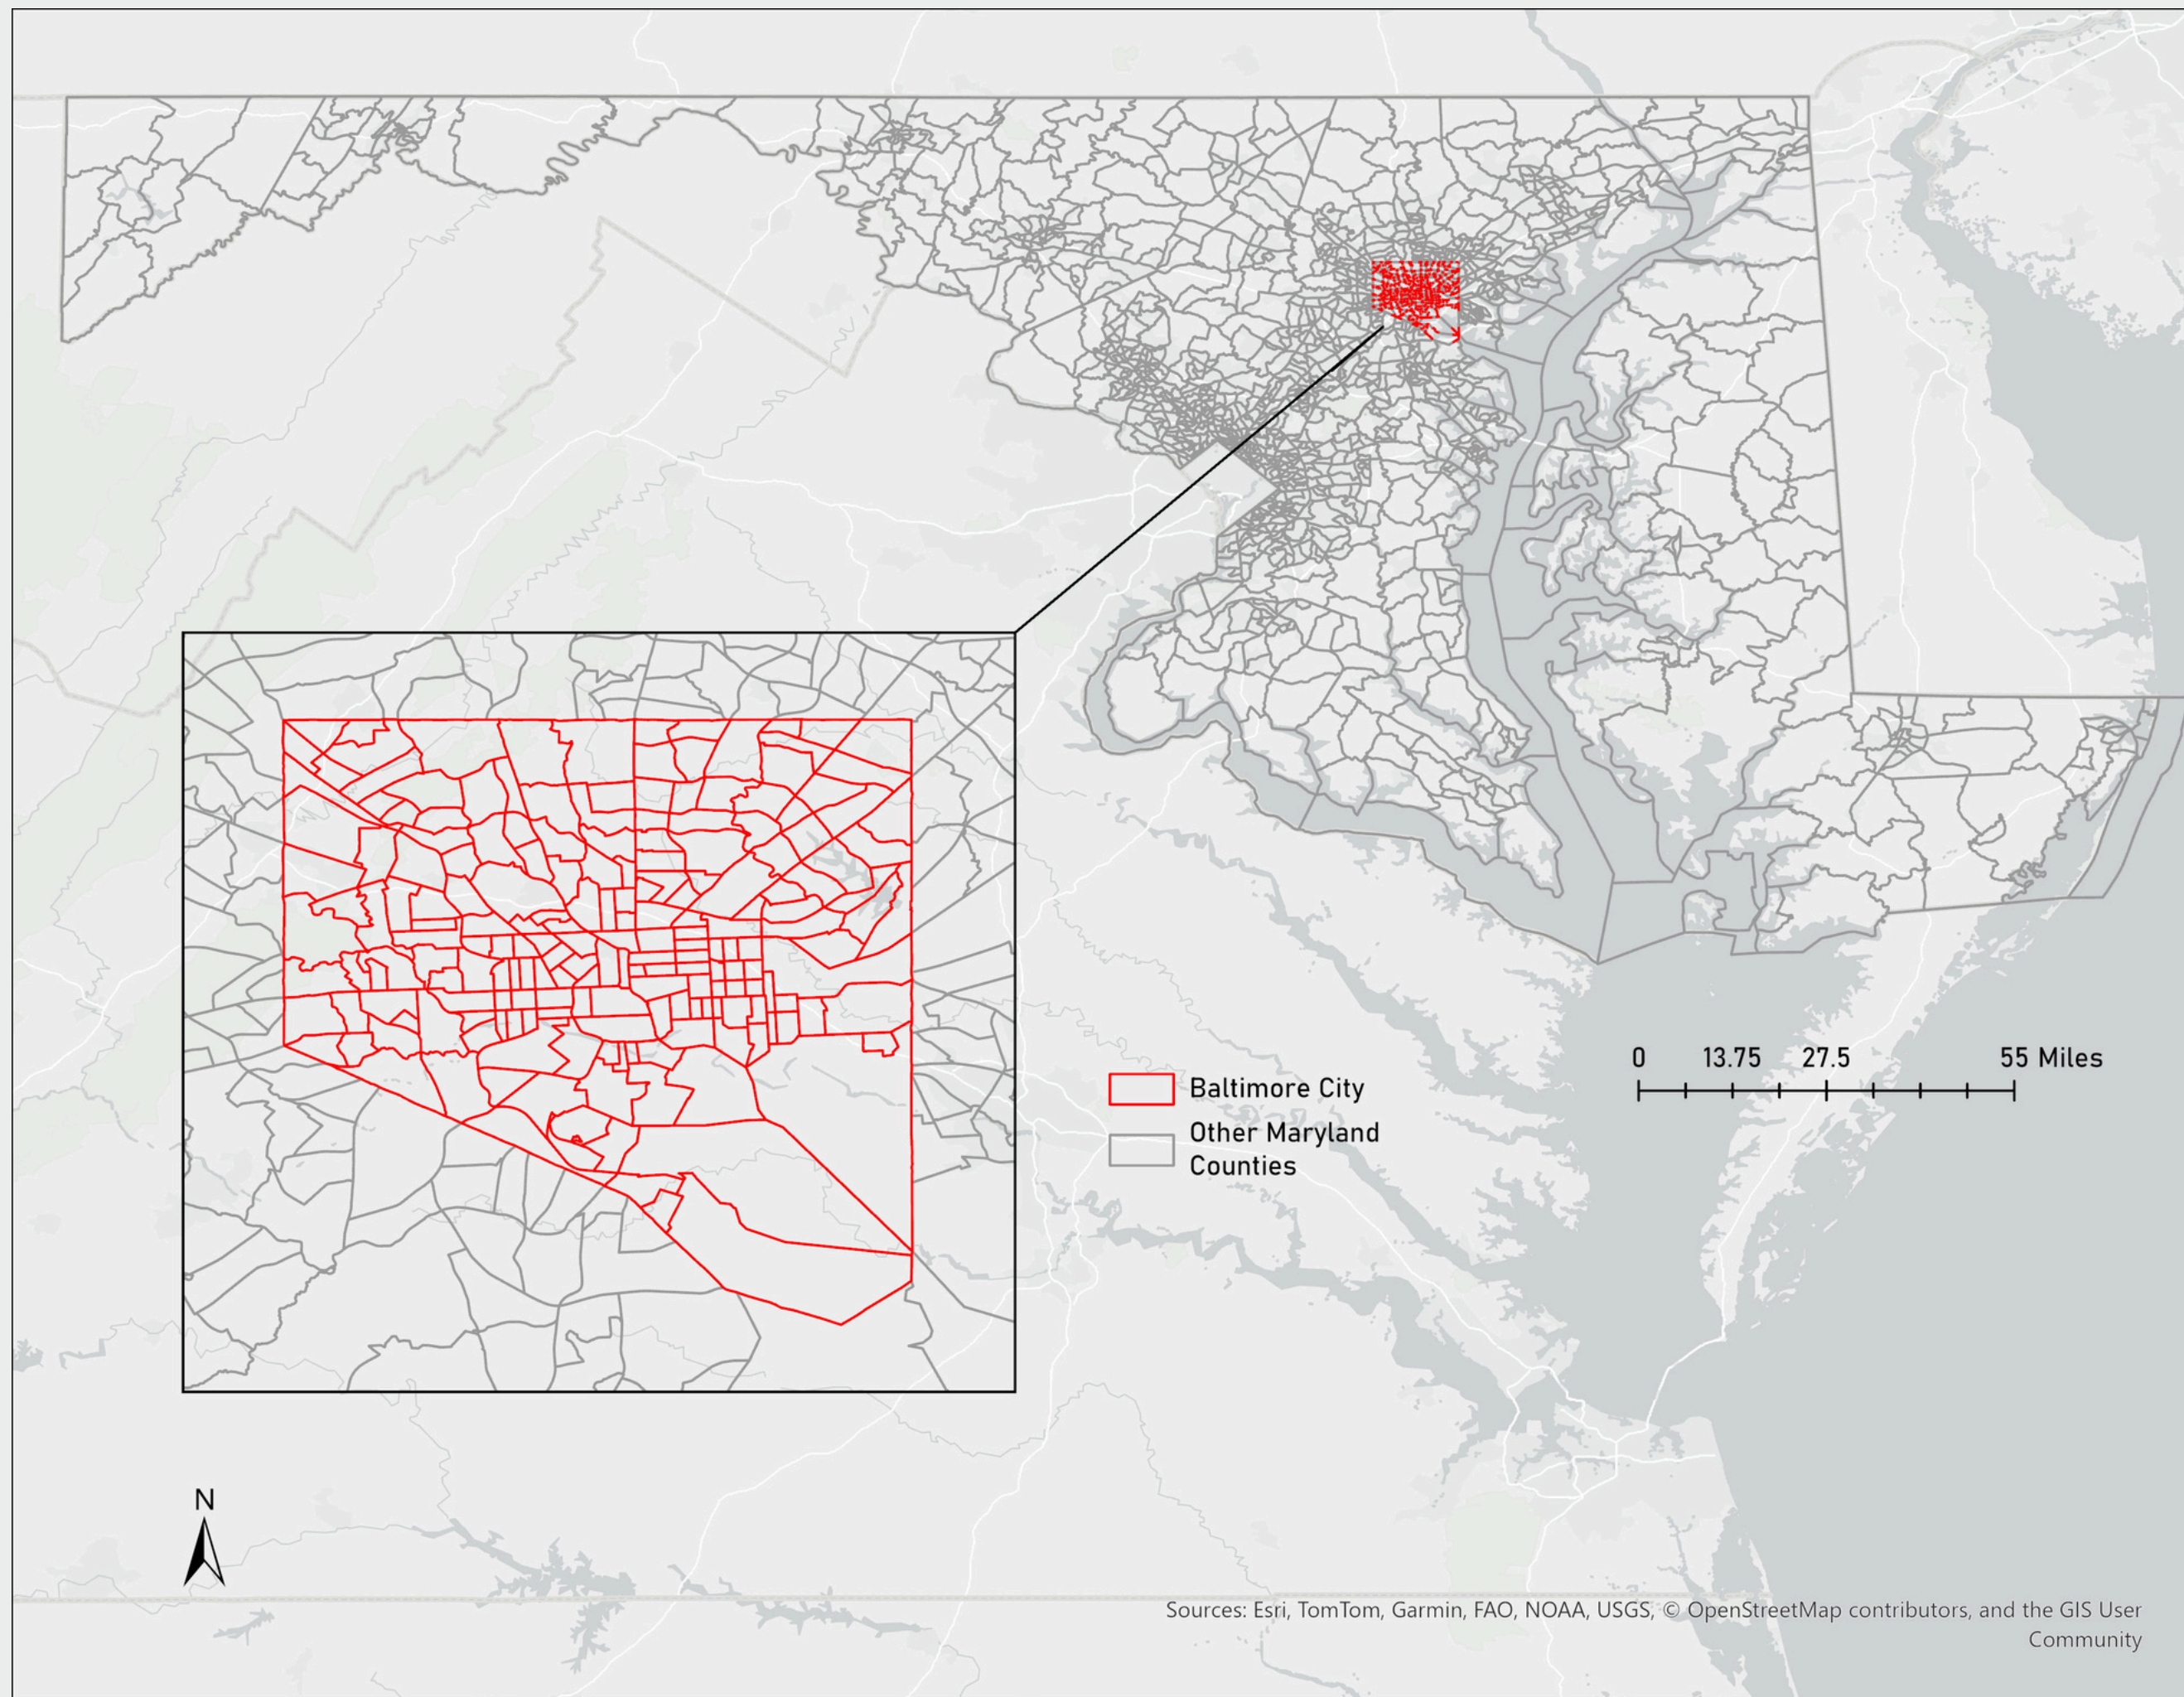 0 13.75 27.5 55 Miles
Baltimore City
Other Maryland
Counties
N
Sources: Esri, TomTom, Garmin, FAO, NOAA, USGS, © OpenStreetMap contributors, and the GIS User
Community